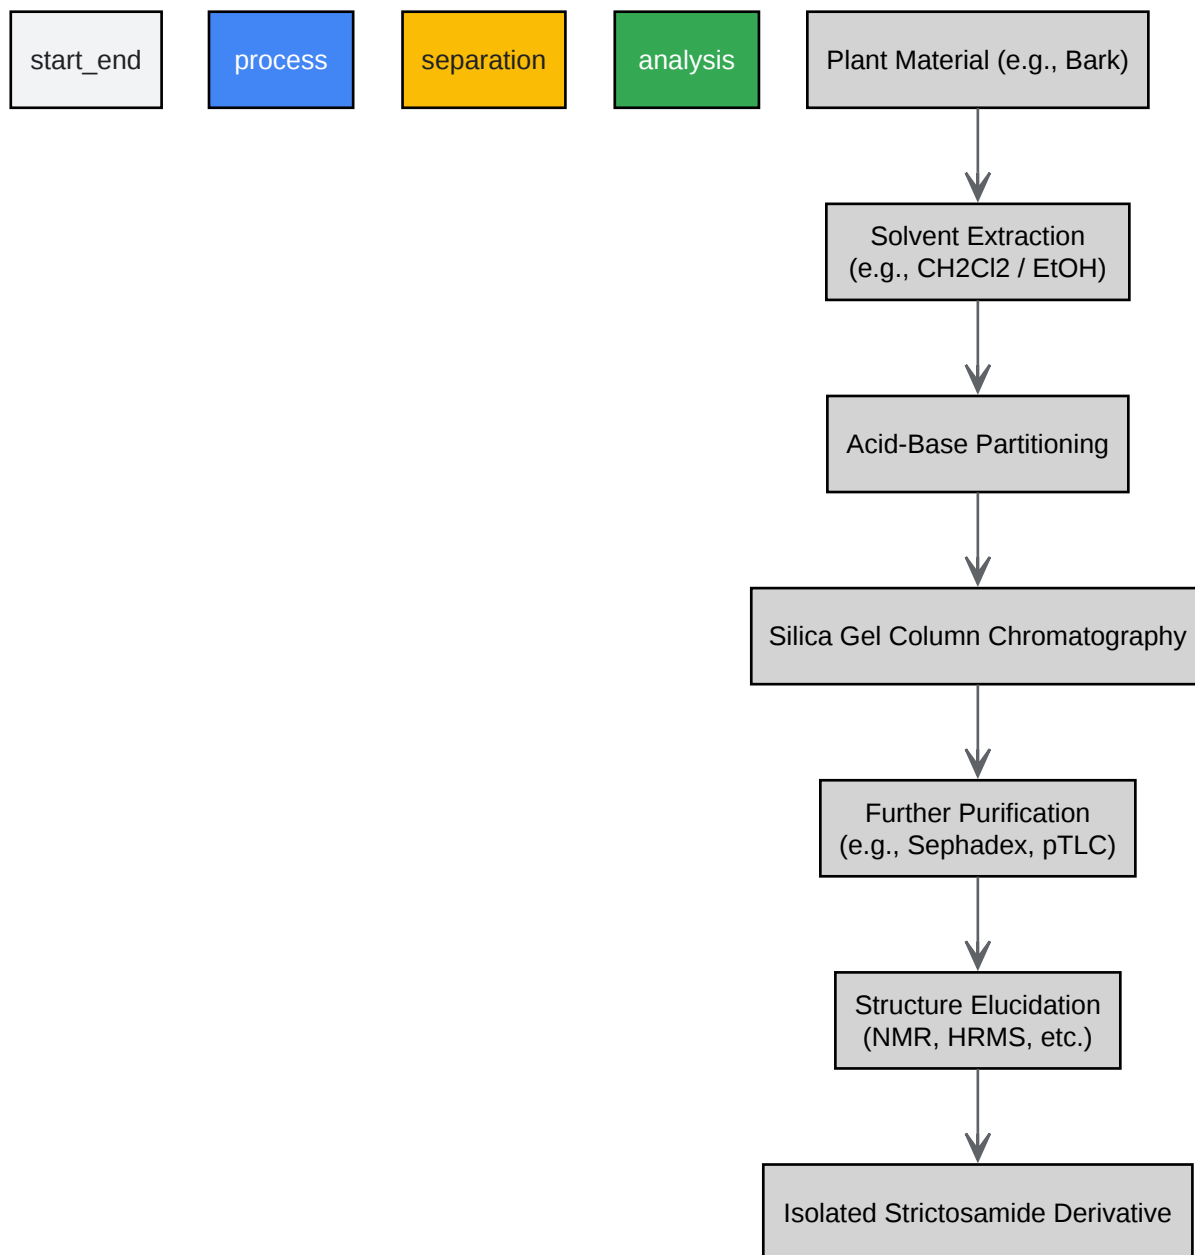 start_end
process
separation
analysis
Plant Material (e.g., Bark)
Solvent Extraction
(e.g., CH2Cl2 / EtOH)
Acid-Base Partitioning
Silica Gel Column Chromatography
Further Purification
(e.g., Sephadex, pTLC)
Structure Elucidation
(NMR, HRMS, etc.)
Isolated Strictosamide Derivative